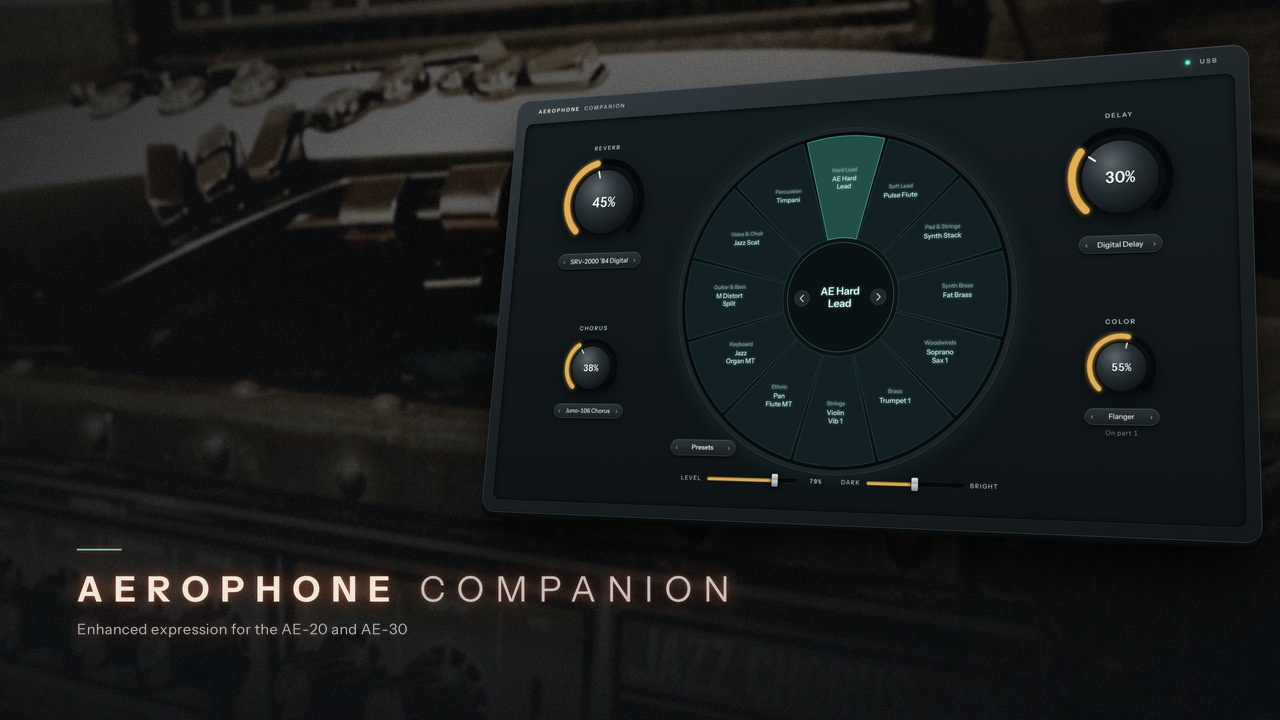 USB
AEROPHONE COMPANION
REVERB
45%
SRV-2000 '84 Digital
CHORUS
38%
Juno-106 Chorus
Hard Lead
AE Hard
Lead
Soft Lead
Pulse Flute
Pad & Strings
Synth Stack
Synth Brass
Fat Brass
Woodwinds
Soprano
Sax 1
Brass
Trumpet 1
Strings
Violin
Vib 1
Ethnic
Pan
Flute MT
Keyboard
Jazz
Organ MT
Guitar & Bass
M Distort
Split
Voice & Choir
Jazz Scat
Percussion
Timpani
AE Hard
Lead
DELAY
30%
Digital Delay
COLOR
55%
Flanger
On part 1
Presets
LEVEL 79% DARK BRIGHT
AEROPHONE COMPANION
Enhanced expression for the AE-20 and AE-30